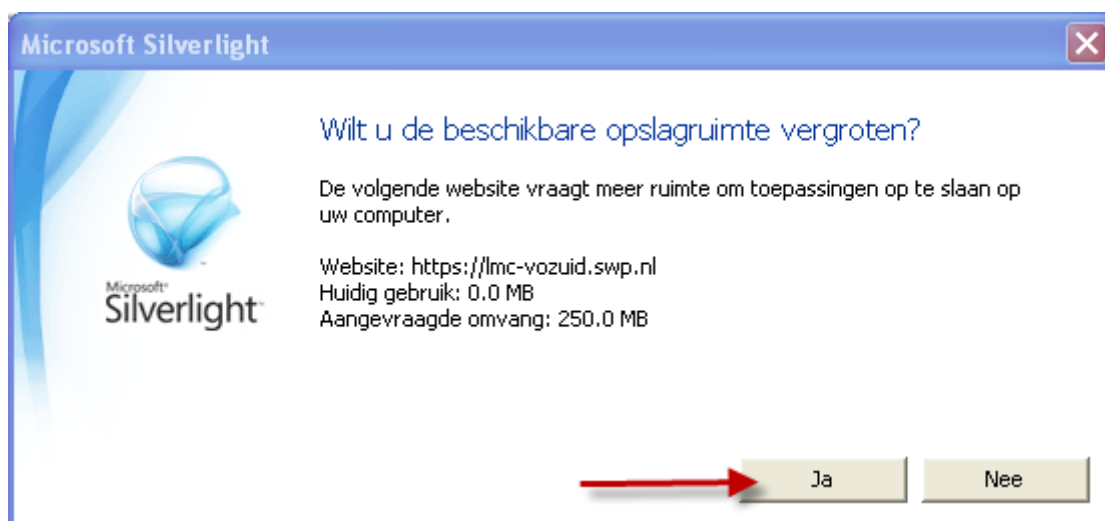 Microsoft Silverlight
Wilt u de beschikbare opslagruimte vergroten?
De volgende website vraagt meer ruimte om toepassingen op te slaan op
uw computer.
Website: https://lmc-vozuid.swp.nl
Huidig gebruik: 0.0 MB
Aangevraagde omvang: 250.0 MB
Microsoft®
Silverlight™
Ja
Nee